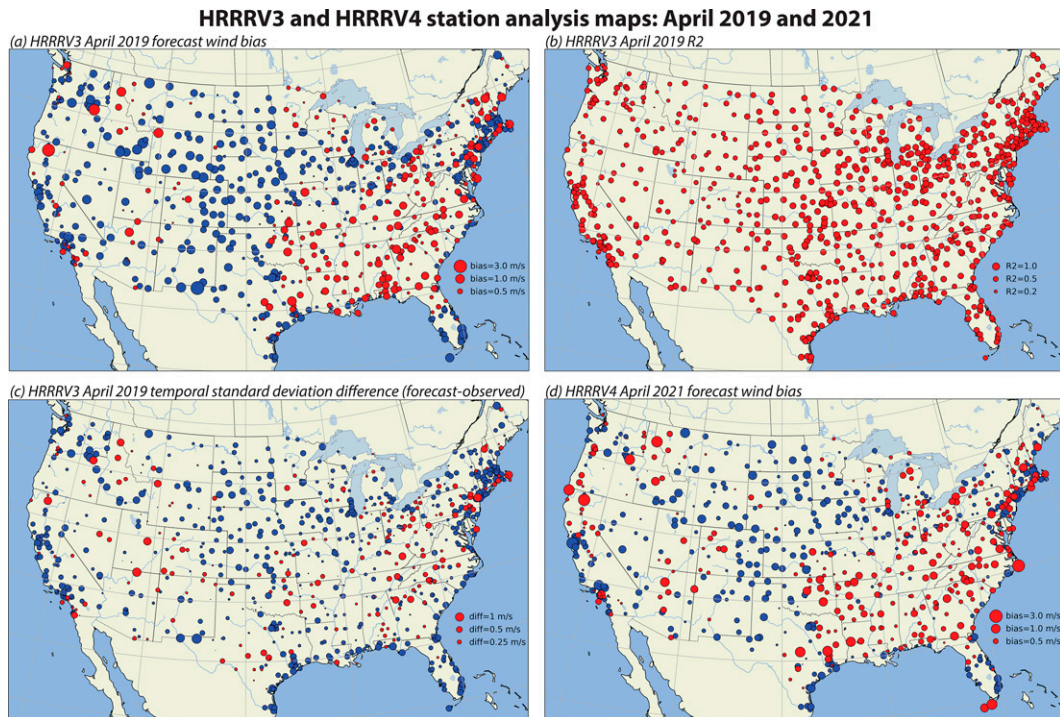 HRRRV3 and HRRRV4 station analysis maps: April 2019 and 2021
(a) HRRRV3 April 2019 forecast wind bias
(b) HRRRV3 April 2019 R2
bias=3.0 m/s
bias=1.0 m/s
bias=0.5 m/s
R2=1.0
R2=0.5
R2=0.2
(c) HRRRV3 April 2019 temporal standard deviation difference (forecast-observed)
(d) HRRRV4 April 2021 forecast wind bias
diff=1 m/s
diff=0.5 m/s
diff=0.25 m/s
bias=3.0 m/s
bias=1.0 m/s
bias=0.5 m/s